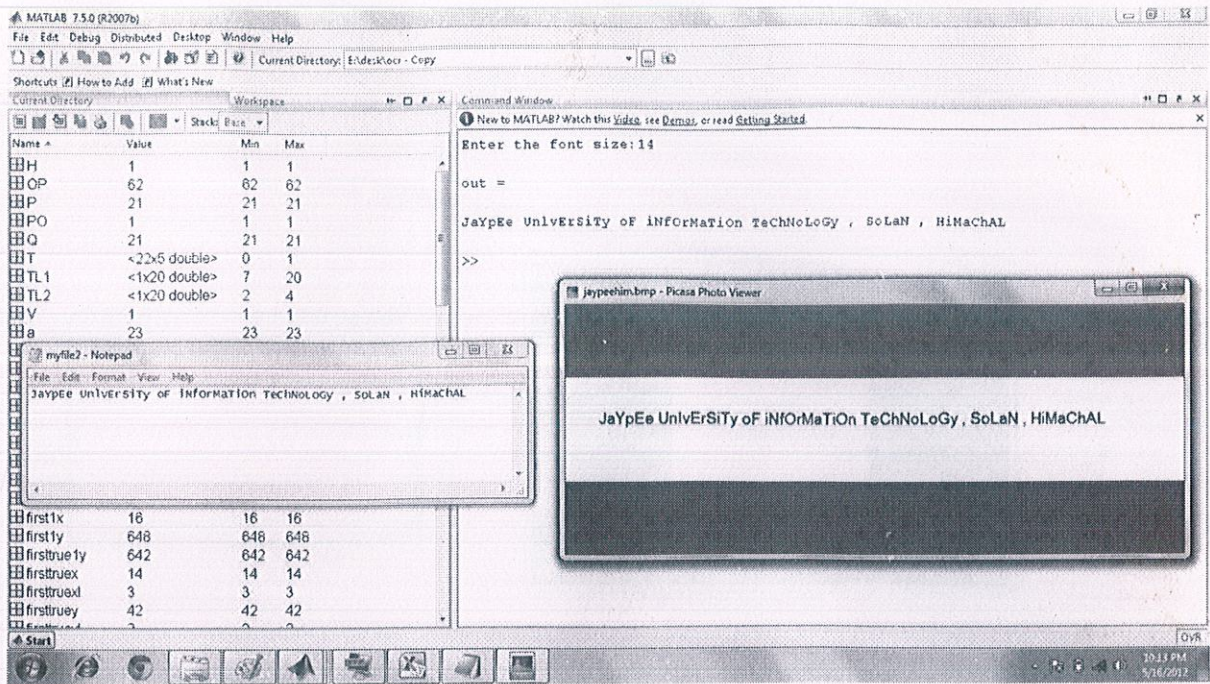 MATLAB 7.5.0 (R2007b)
File Edit Debug Distributed Desktop Window Help
Current Directory: E:\desk\ocr - Copy
Shortcuts How to Add What's New
Current Directory Workspace
Stack: Base
Name Value Min Max
H 1 1 1
OP 62 62 62
P 21 21 21
PO 1 1 1
Q 21 21 21
T <22x5 double> 0 1
TL1 <1x20 double> 7 20
TL2 <1x20 double> 2 4
V 1 1 1
a 23 23 23
myfile2 - Notepad
File Edit Format View Help
JaYpEe UnIvErSiTy oF iNfOrMaTiOn TeChNoLoGy , SoLaN , HiMaChAL
first1x 16 16 16
first1y 648 648 648
firsttrue1y 642 642 642
firsttruex 14 14 14
firsttruexl 3 3 3
firsttruey 42 42 42
Command Window
New to MATLAB? Watch this Video, see Demos, or read Getting Started.
Enter the font size:14
out =
JaYpEe UnIvErSiTy oF iNfOrMaTiOn TeChNoLoGy , SoLaN , HiMaChAL
>>
jaypeehim.bmp - Picasa Photo Viewer
JaYpEe UnIvErSiTy oF iNfOrMaTiOn TeChNoLoGy , SoLaN , HiMaChAL
Start
OVR
10:13 PM
5/16/2012